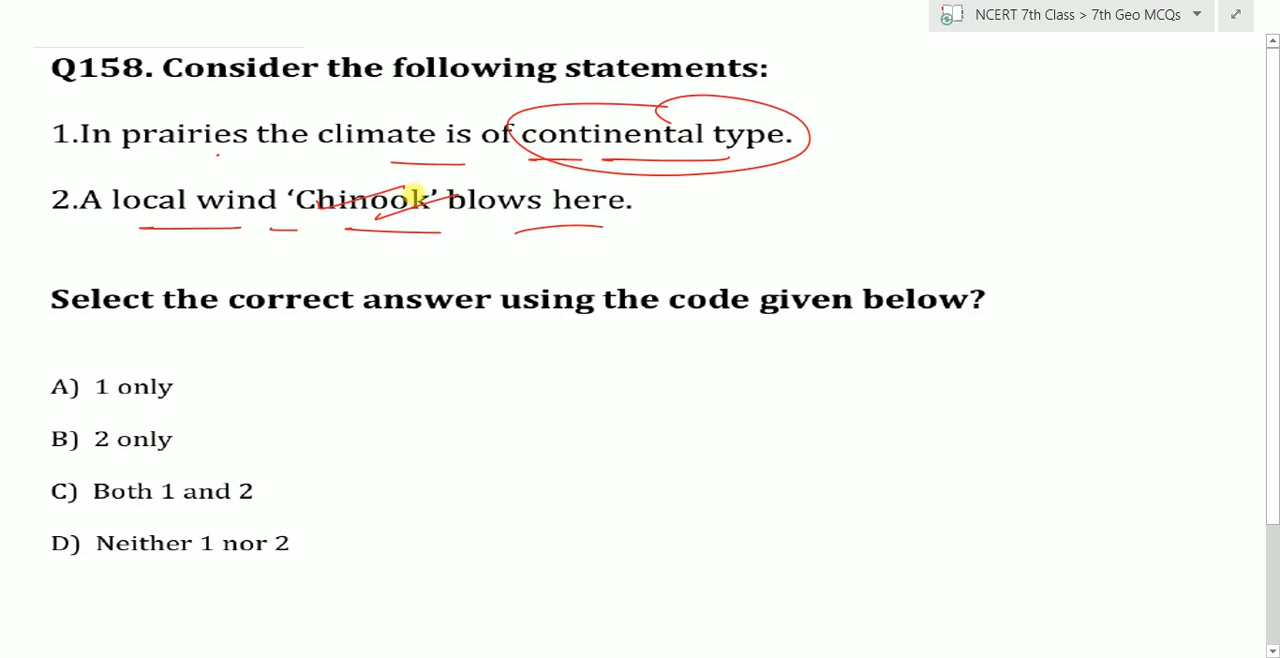 NCERT 7th Class > 7th Geo MCQs
Q158. Consider the following statements:
1.In prairies the climate is of continental type.
2.A local wind ‘Chinook’ blows here.
Select the correct answer using the code given below?
A) 1 only
B) 2 only
C) Both 1 and 2
D) Neither 1 nor 2